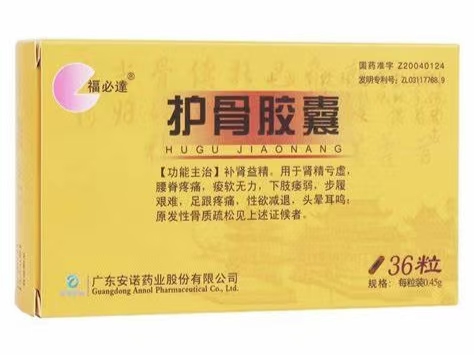 福必達®
国药准字 Z20040124
发明专利号：ZL03117768.9
护骨胶囊
HUGU JIAONANG
【功能主治】补肾益精。用于肾精亏虚，
腰脊疼痛，痠软无力，下肢痿弱，步履
艰难，足跟疼痛，性欲减退，头晕耳鸣；
原发性骨质疏松见上述证候者。
广东安诺药业股份有限公司
Guangdong Annol Pharmaceutical Co., Ltd.
36粒
规格：每粒装0.45g